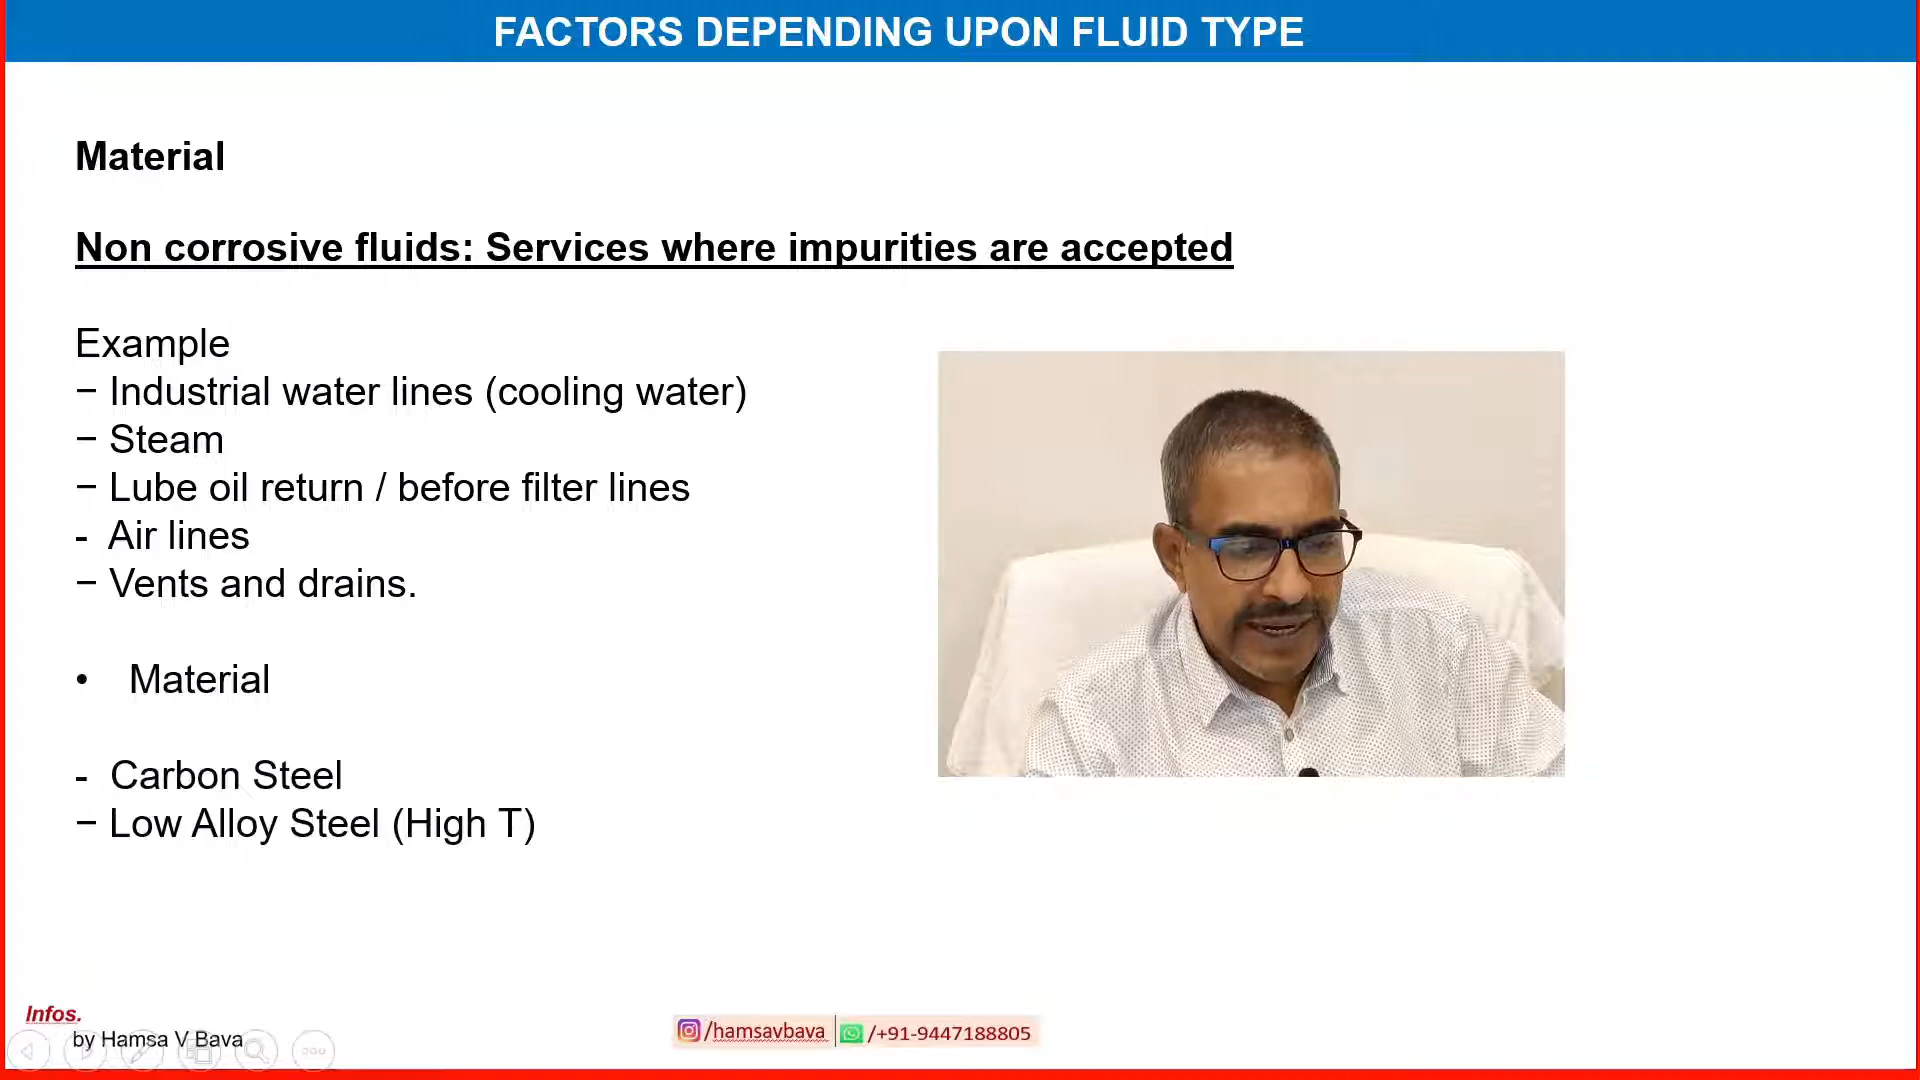 FACTORS DEPENDING UPON FLUID TYPE
Material
Non corrosive fluids: Services where impurities are accepted
Example
− Industrial water lines (cooling water)
− Steam
− Lube oil return / before filter lines
- Air lines
− Vents and drains.
• Material
- Carbon Steel
− Low Alloy Steel (High T)
Infos.
by Hamsa V Bava
/hamsavbava /+91-9447188805